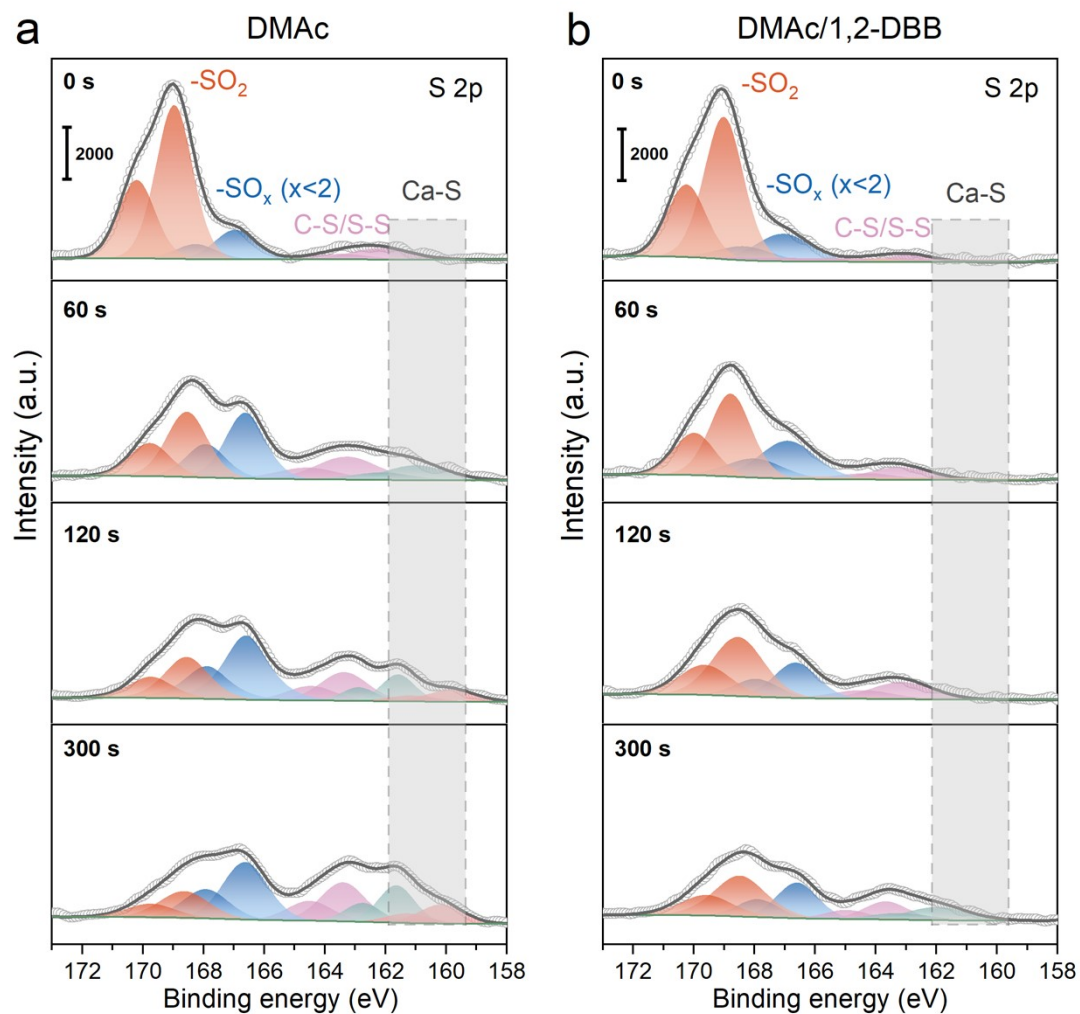 a
DMAc
0 s
-SO₂
S 2p
2000
-SOₓ (x<2)
Ca-S
C-S/S-S
60 s
120 s
300 s
Intensity (a.u.)
172 170 168 166 164 162 160 158
Binding energy (eV)
b
DMAc/1,2-DBB
0 s
-SO₂
S 2p
2000
-SOₓ (x<2)
Ca-S
C-S/S-S
60 s
120 s
300 s
Intensity (a.u.)
172 170 168 166 164 162 160 158
Binding energy (eV)